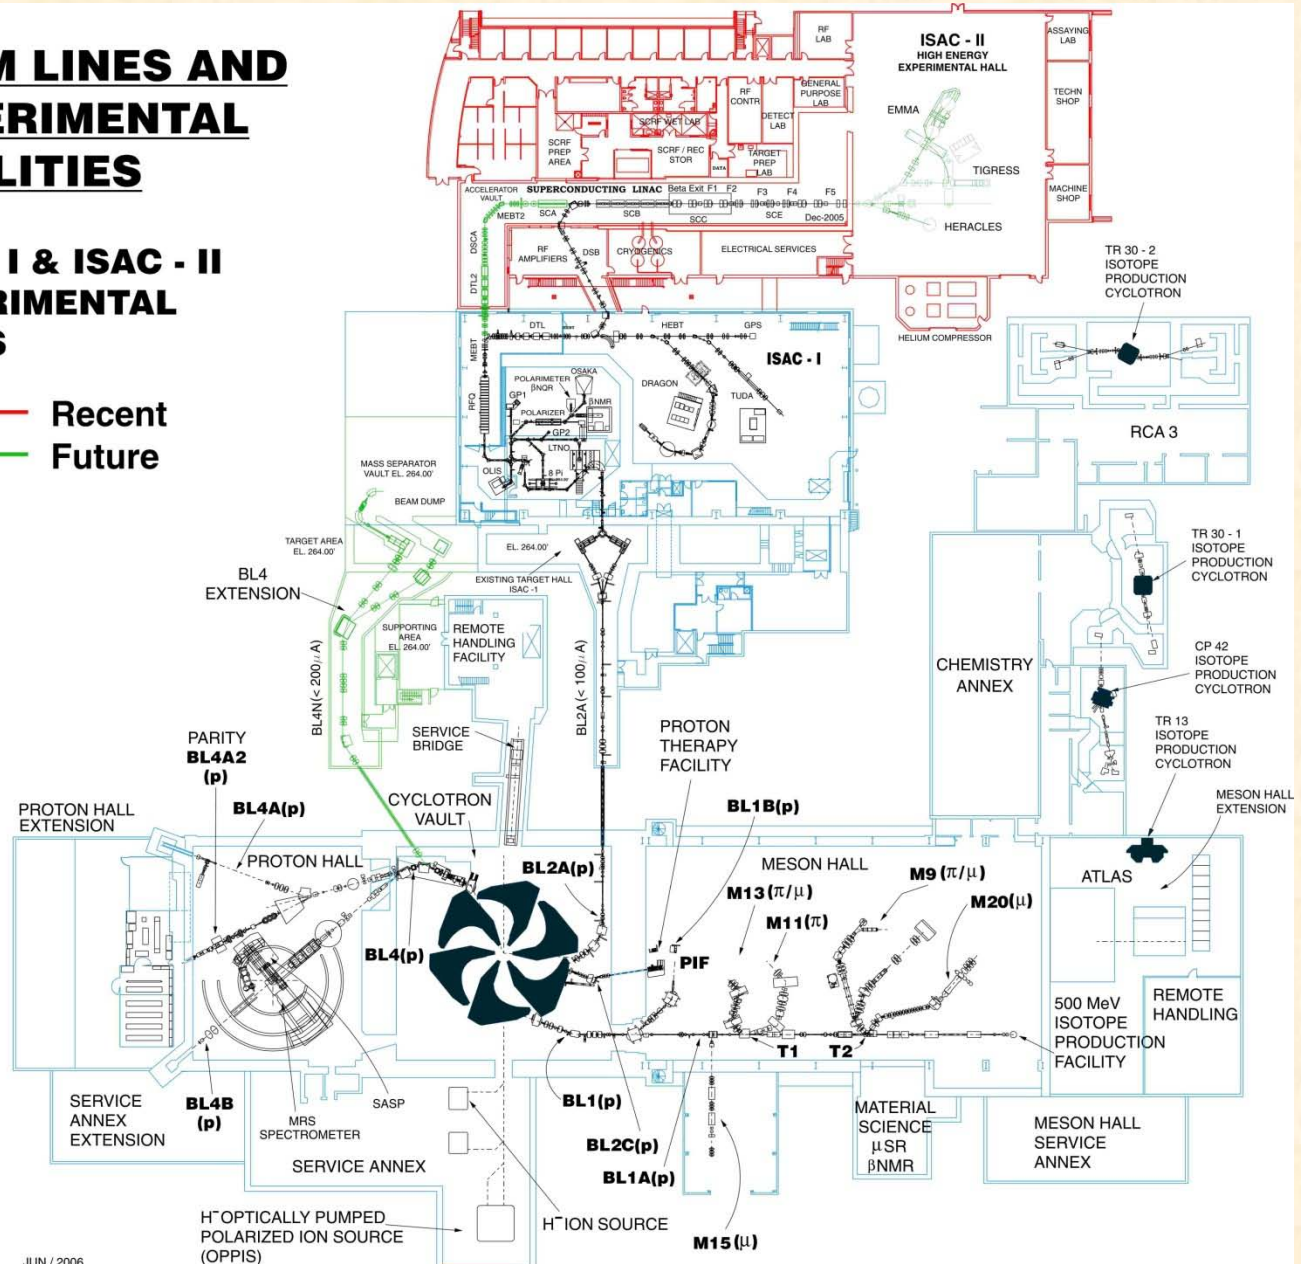 M LINES AND
ERIMENTAL
LITIES
I & ISAC - II
RIMENTAL
S
Recent
Future
RF
LAB
ISAC - II
HIGH ENERGY
EXPERIMENTAL HALL
ASSAYING
LAB
GENERAL
PURPOSE
LAB
RF
CONTR
DETECT
LAB
TECHN
SHOP
EMMA
SCRF WET LAB
SCRF
PREP
AREA
SCRF / REC
STOR
DATA
TARGET
PREP
LAB
TIGRESS
MACHINE
SHOP
ACCELERATOR
VAULT
SUPERCONDUCTING LINAC
Beta Exit F1 F2
F3
F4
F5
MEBT2
SCA
SCB
SCC
SCE
Dec-2005
HERACLES
DSCA
DTL2
RF
AMPLIFIERS
DSB
CRYOGENICS
ELECTRICAL SERVICES
HELIUM COMPRESSOR
TR 30 - 2
ISOTOPE
PRODUCTION
CYCLOTRON
DTL
HEBT
GPS
ISAC - I
MEBT
RFQ
OSAKA
POLARIMETER
βNQR
GP1
βNMR
POLARIZER
GP2
LTNO
OLIS
8 Pi
DRAGON
TUDA
RCA 3
MASS SEPARATOR
VAULT EL. 264.00'
BEAM DUMP
TARGET AREA
EL. 264.00'
EL. 264.00'
EXISTING TARGET HALL
ISAC -1
BL4
EXTENSION
SUPPORTING
AREA
EL. 264.00'
REMOTE
HANDLING
FACILITY
BL4N(< 200μA)
BL2A(< 100μA)
TR 30 - 1
ISOTOPE
PRODUCTION
CYCLOTRON
CHEMISTRY
ANNEX
CP 42
ISOTOPE
PRODUCTION
CYCLOTRON
TR 13
ISOTOPE
PRODUCTION
CYCLOTRON
MESON HALL
EXTENSION
SERVICE
BRIDGE
PROTON
THERAPY
FACILITY
PARITY
BL4A2
(p)
BL4A(p)
CYCLOTRON
VAULT
BL1B(p)
PROTON HALL
EXTENSION
PROTON HALL
BL2A(p)
MESON HALL
M13(π/μ)
M11(π)
M9(π/μ)
M20(μ)
ATLAS
BL4(p)
PIF
T1
T2
500 MeV
ISOTOPE
PRODUCTION
FACILITY
REMOTE
HANDLING
SERVICE
ANNEX
EXTENSION
BL4B
(p)
MRS
SPECTROMETER
SASP
BL1(p)
BL2C(p)
BL1A(p)
MATERIAL
SCIENCE
μSR
βNMR
MESON HALL
SERVICE
ANNEX
SERVICE ANNEX
H⁻OPTICALLY PUMPED
POLARIZED ION SOURCE
(OPPIS)
H⁻ION SOURCE
M15(μ)
JUN / 2006